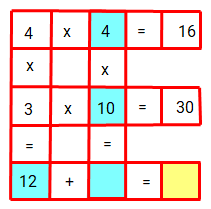 4 x 4 = 16
x x
3 x 10 = 30
= =
12 + =